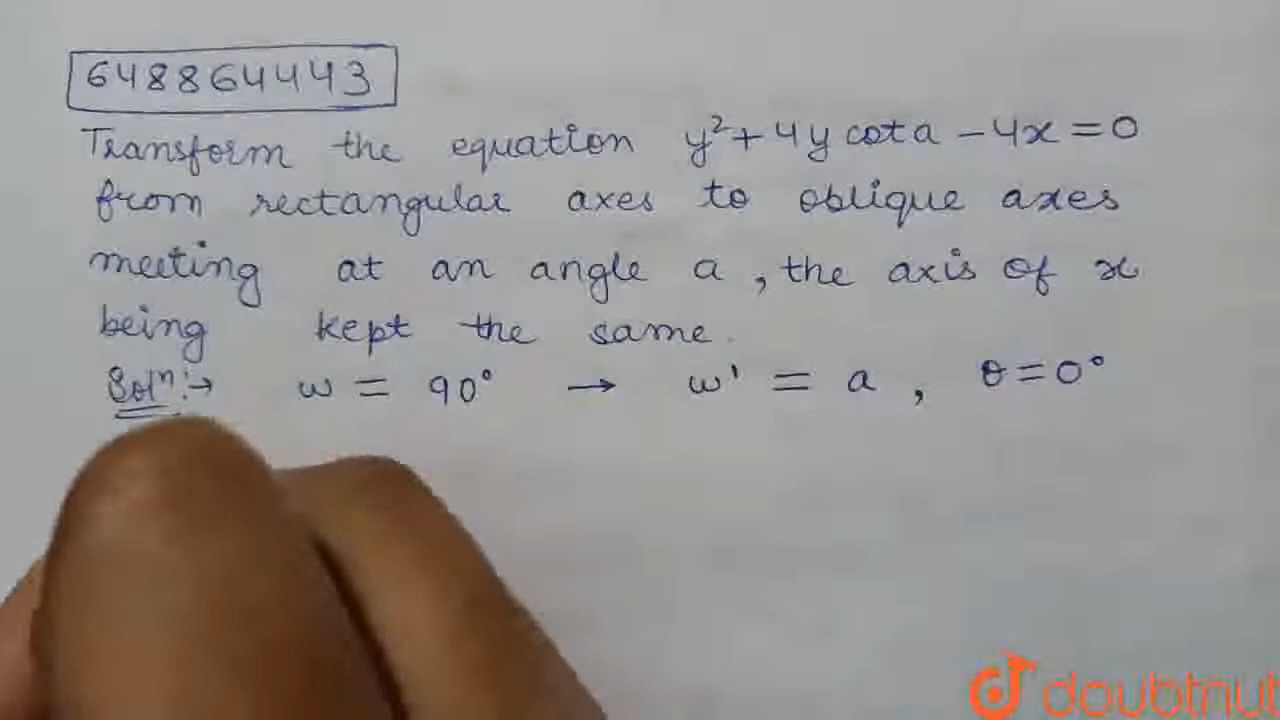 648864443
Transform the equation y² + 4y cot a - 4x = 0
from rectangular axes to oblique axes
meeting at an angle a, the axis of x
being kept the same.
Solⁿ:→ w = 90° → w' = a, θ = 0°
doubtnut